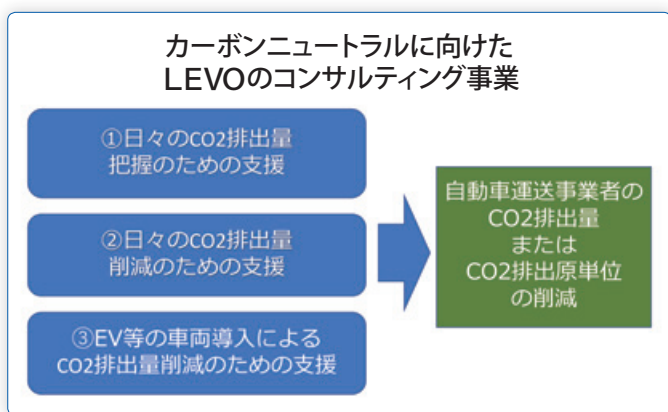 カーボンニュートラルに向けた
LEVOのコンサルティング事業
①日々のCO2排出量
把握のための支援
②日々のCO2排出量
削減のための支援
③EV等の車両導入による
CO2排出量削減のための支援
自動車運送事業者の
CO2排出量
または
CO2排出原単位
の削減